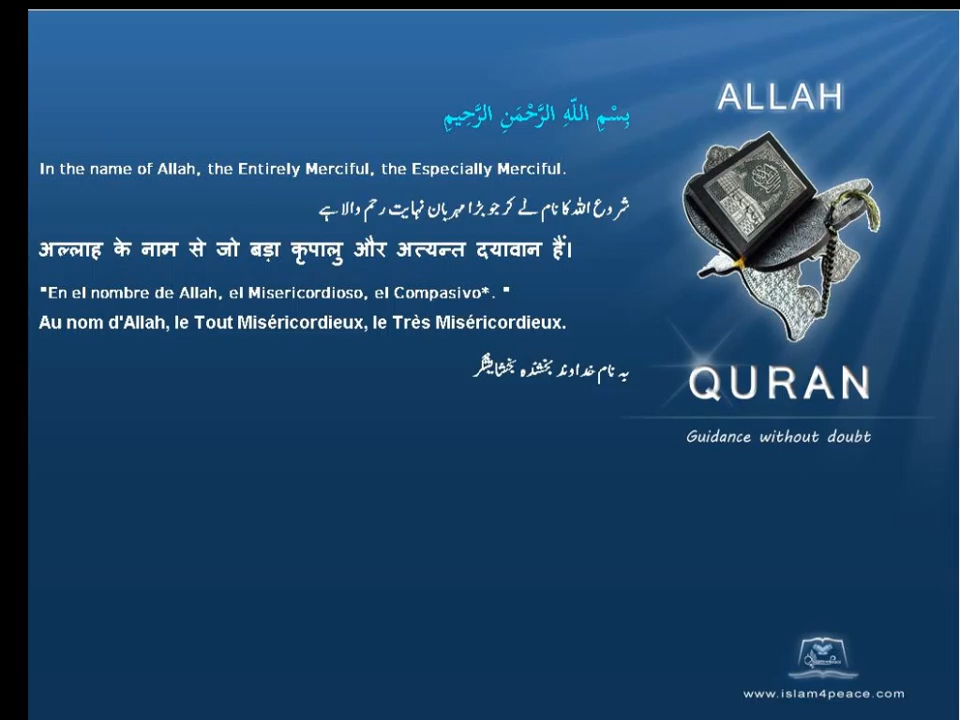 بِسْمِ اللَّهِ الرَّحْمَنِ الرَّحِيمِ
In the name of Allah, the Entirely Merciful, the Especially Merciful.
شروع الله کا نام لے کر جو بڑا مہربان نہایت رحم والا ہے
अल्लाह के नाम से जो बड़ा कृपालु और अत्यन्त दयावान हैं।
"En el nombre de Allah, el Misericordioso, el Compasivo*. "
Au nom d'Allah, le Tout Miséricordieux, le Très Miséricordieux.
به نام خداوند بخشنده بخشایشگر
ALLAH
QURAN
Guidance without doubt
www.islam4peace.com